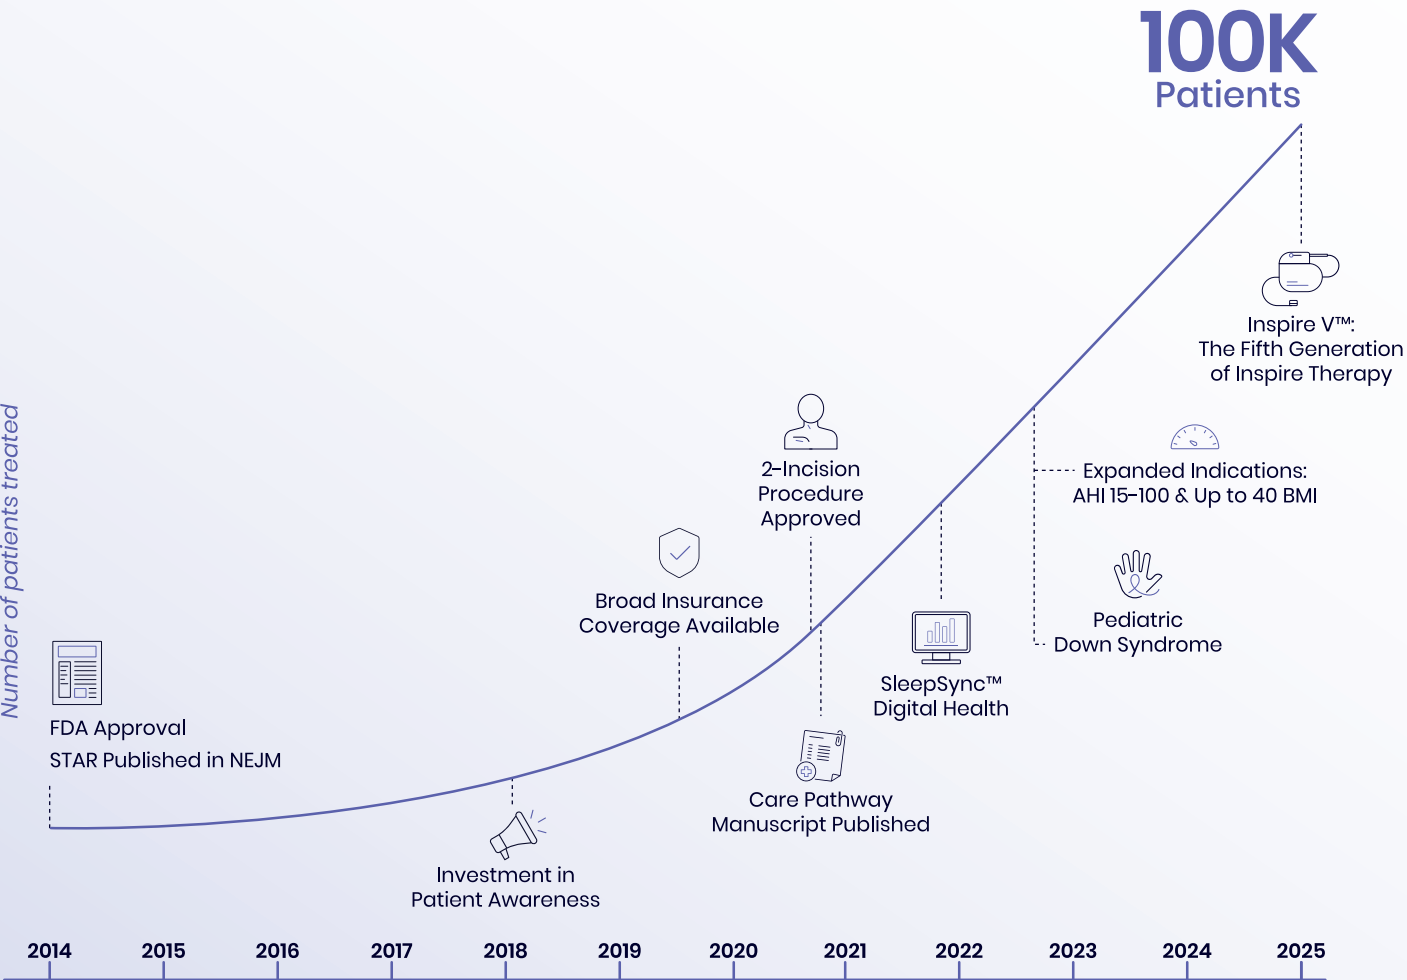 100K
Patients
Inspire V™:
The Fifth Generation
of Inspire Therapy
Number of patients treated
2-Incision
Procedure
Approved
Expanded Indications:
AHI 15-100 & Up to 40 BMI
Broad Insurance
Coverage Available
Pediatric
Down Syndrome
SleepSync™
Digital Health
FDA Approval
STAR Published in NEJM
Care Pathway
Manuscript Published
Investment in
Patient Awareness
2014 2015 2016 2017 2018 2019 2020 2021 2022 2023 2024 2025